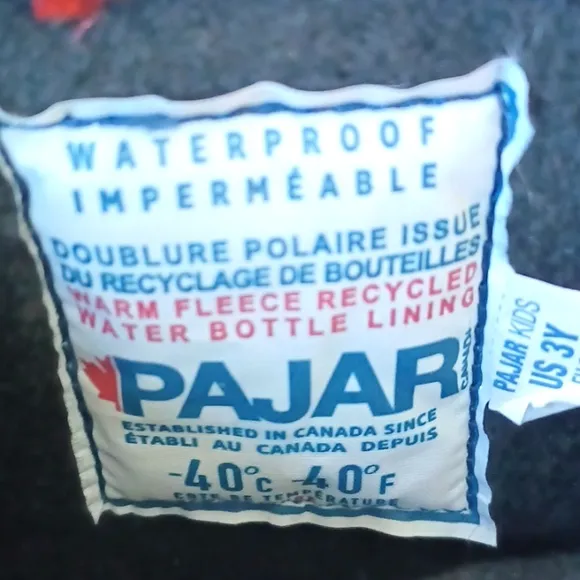 WATERPROOF
IMPERMÉABLE
DOUBLURE POLAIRE ISSUE
DU RECYCLAGE DE BOUTEILLES
WARM FLEECE RECYCLED
WATER BOTTLE LINING
PAJAR
CANADA
ESTABLISHED IN CANADA SINCE
ÉTABLI AU CANADA DEPUIS
-40°C -40°F
TEMPERATURE
PAJAR KIDS
US 3Y